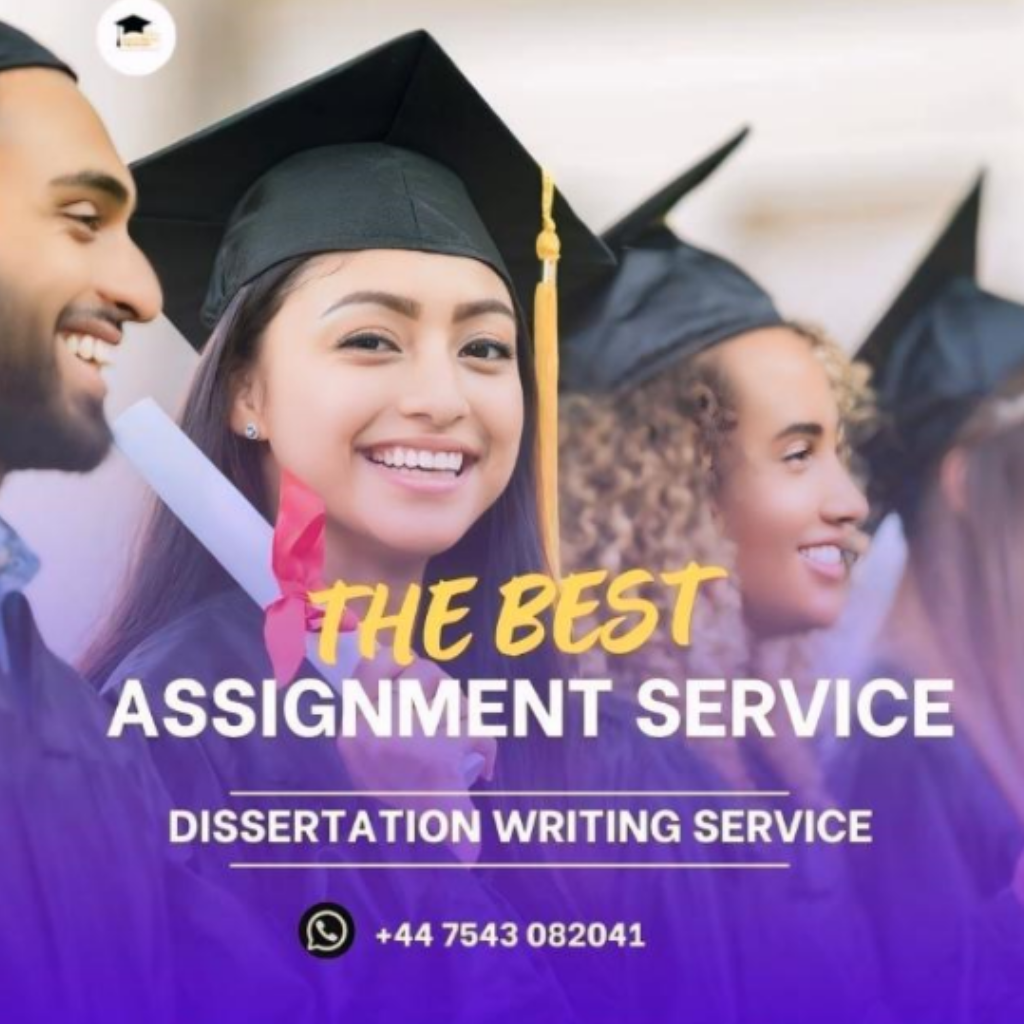 THE BEST
ASSIGNMENT SERVICE
DISSERTATION WRITING SERVICE
+44 7543 082041